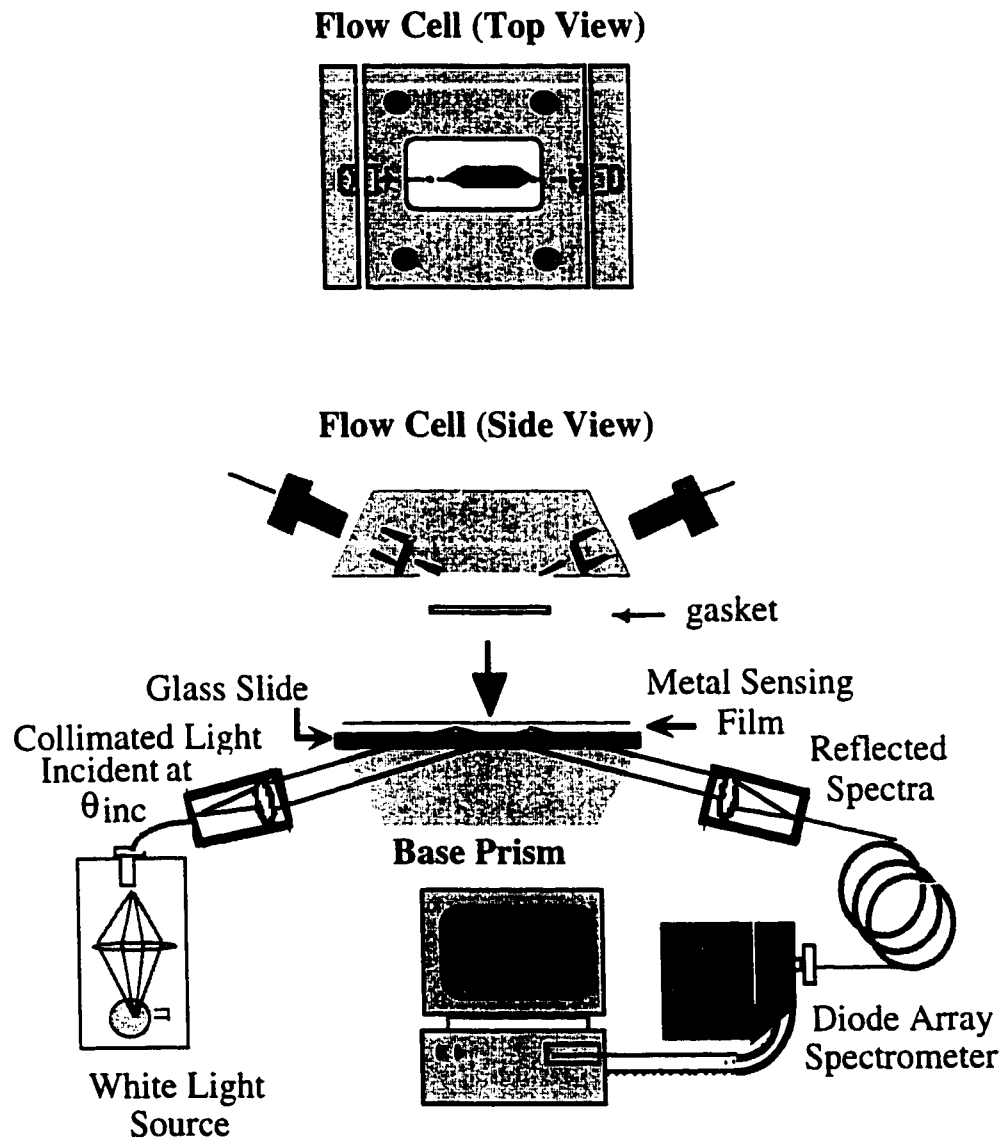 Flow Cell (Top View)
Flow Cell (Side View)
gasket
Glass Slide
Metal Sensing
Film
Collimated Light
Incident at
θinc
Reflected
Spectra
Base Prism
Diode Array
Spectrometer
White Light
Source